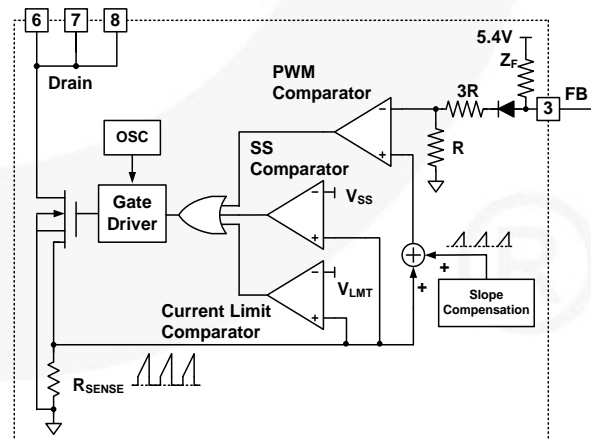 6 7 8
Drain
5.4V
Z_F
PWM
Comparator
3R
3
FB
R
OSC
SS
Comparator
Gate
Driver
V_SS
V_LMT
Current Limit
Comparator
Slope
Compensation
R_SENSE